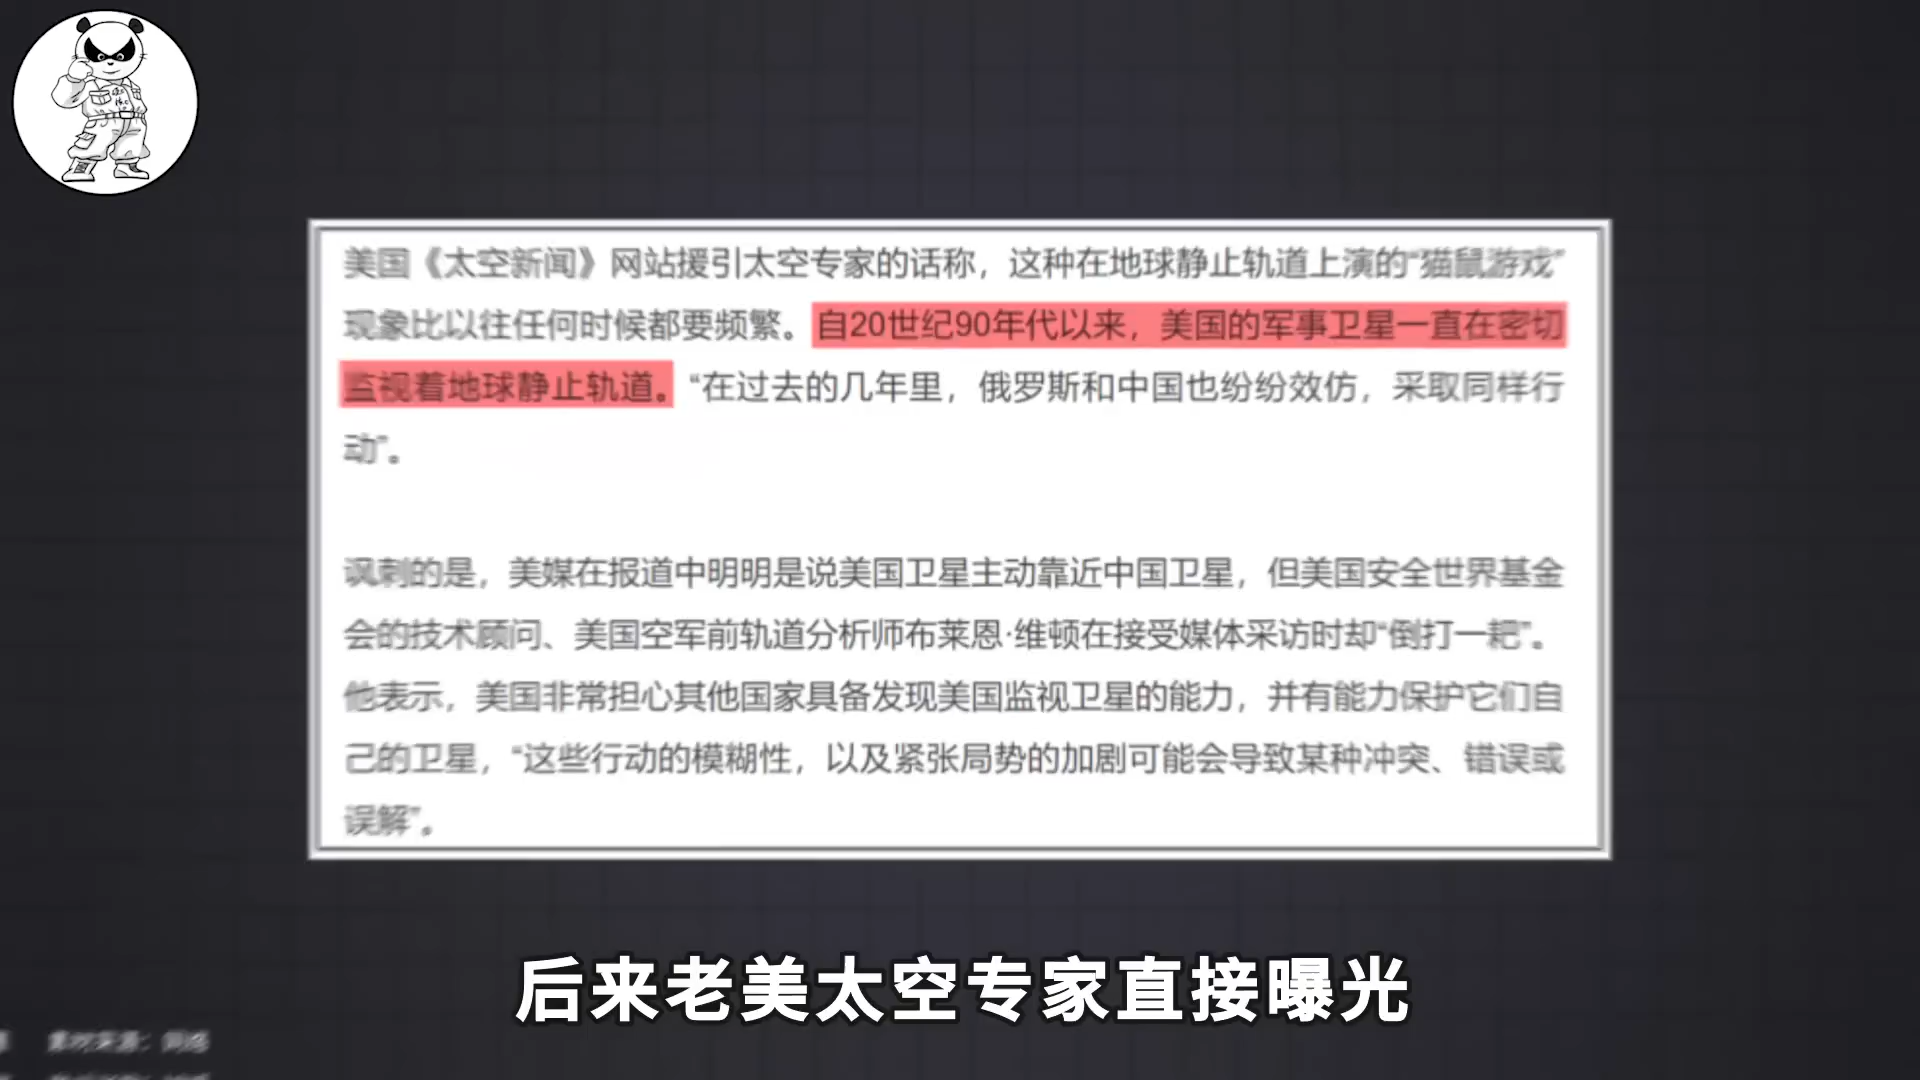 美国《太空新闻》网站援引太空专家的话称，这种在地球静止轨道上演的“猫鼠游戏”
现象比以往任何时候都要频繁。自20世纪90年代以来，美国的军事卫星一直在密切
监视着地球静止轨道。“在过去的几年里，俄罗斯和中国也纷纷效仿，采取同样行
动”。
讽刺的是，美媒在报道中明明是说美国卫星主动靠近中国卫星，但美国安全世界基金
会的技术顾问、美国空军前轨道分析师布莱恩·维顿在接受媒体采访时却“倒打一耙”。
他表示，美国非常担心其他国家具备发现美国监视卫星的能力，并有能力保护它们自
己的卫星，“这些行动的模糊性，以及紧张局势的加剧可能会导致某种冲突、错误或
误解”。
后来老美太空专家直接曝光
素材来源：网络